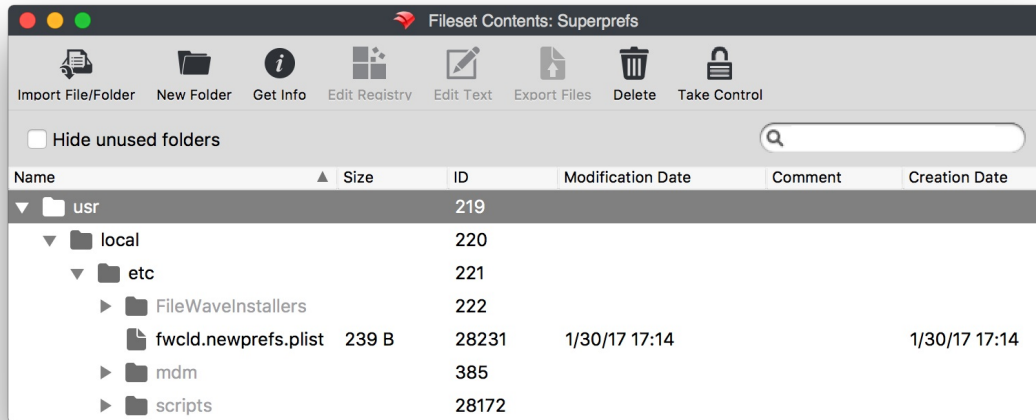 Fileset Contents: Superprefs
Import File/Folder New Folder Get Info Edit Registry Edit Text Export Files Delete Take Control
Hide unused folders
Name Size ID Modification Date Comment Creation Date
usr 219
local 220
etc 221
FileWaveInstallers 222
fwcld.newprefs.plist 239 B 28231 1/30/17 17:14 1/30/17 17:14
mdm 385
scripts 28172